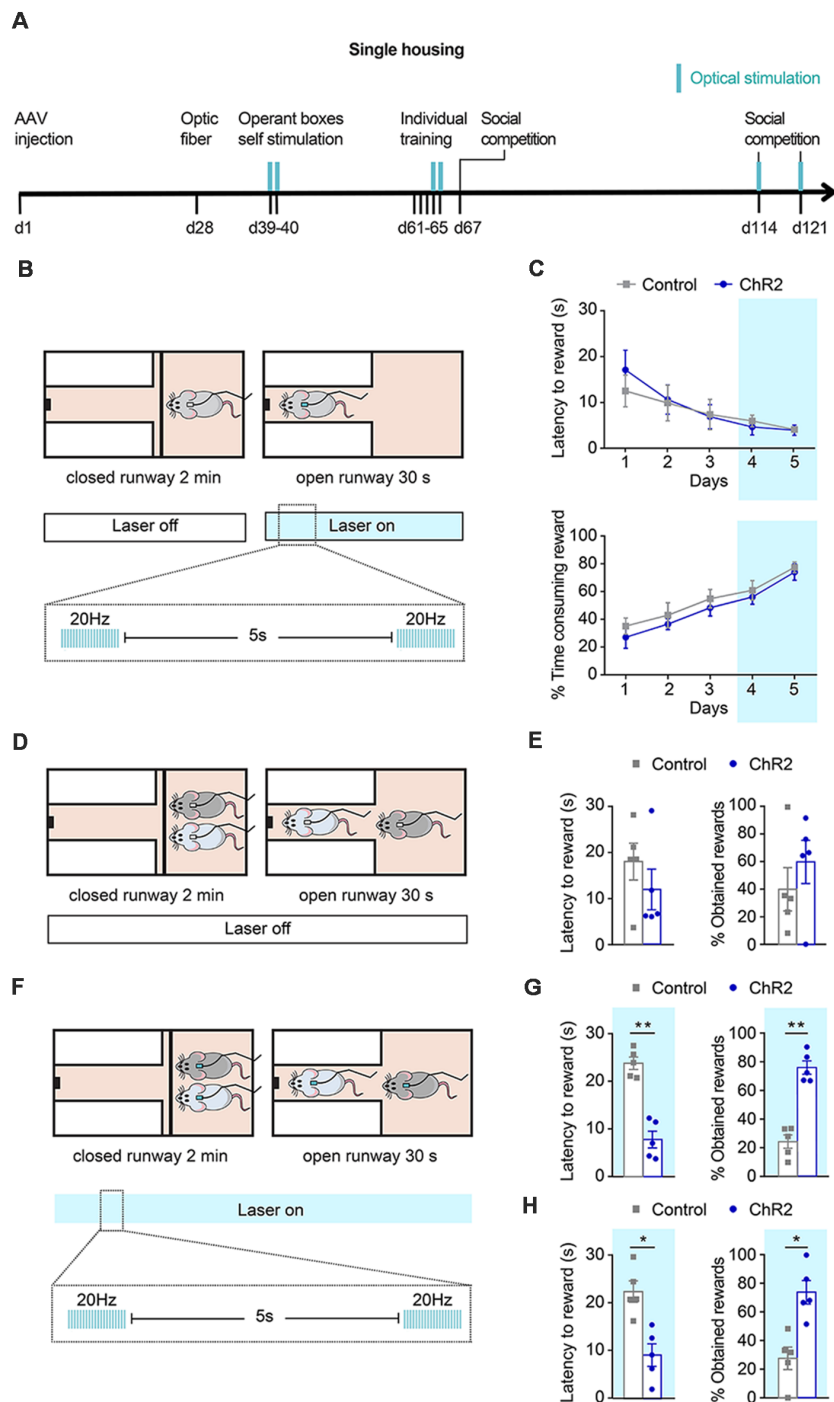 A
Single housing
Optical stimulation
AAV
injection
Optic
fiber
Operant boxes
self stimulation
Individual
training
Social
competition
Social
competition
d1
d28
d39-40
d61-65
d67
d114
d121
B
closed runway 2 min
open runway 30 s
Laser off
Laser on
20Hz
5s
20Hz
C
Control
ChR2
Latency to reward (s)
30
20
10
0
1 2 3 4 5
Days
% Time consuming reward
100
80
60
40
20
0
1 2 3 4 5
Days
D
closed runway 2 min
open runway 30 s
Laser off
E
Control
ChR2
Latency to reward (s)
30
20
10
0
% Obtained rewards
100
80
60
40
20
0
F
closed runway 2 min
open runway 30 s
Laser on
20Hz
5s
20Hz
G
Control
ChR2
Latency to reward (s)
30
20
10
0
**
% Obtained rewards
100
80
60
40
20
0
**
H
Control
ChR2
Latency to reward (s)
30
20
10
0
*
% Obtained rewards
100
80
60
40
20
0
*